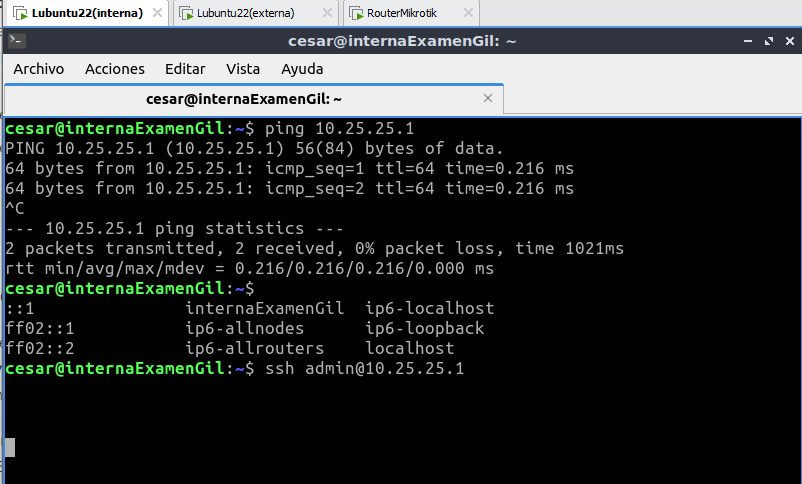 Lubuntu22(interna) Lubuntu22(externa) RouterMikrotik
cesar@internaExamenGil: ~
Archivo Acciones Editar Vista Ayuda
cesar@internaExamenGil: ~
cesar@internaExamenGil:~$ ping 10.25.25.1
PING 10.25.25.1 (10.25.25.1) 56(84) bytes of data.
64 bytes from 10.25.25.1: icmp_seq=1 ttl=64 time=0.216 ms
64 bytes from 10.25.25.1: icmp_seq=2 ttl=64 time=0.216 ms
^C
--- 10.25.25.1 ping statistics ---
2 packets transmitted, 2 received, 0% packet loss, time 1021ms
rtt min/avg/max/mdev = 0.216/0.216/0.216/0.000 ms
cesar@internaExamenGil:~$
::1 internaExamenGil ip6-localhost
ff02::1 ip6-allnodes ip6-loopback
ff02::2 ip6-allrouters localhost
cesar@internaExamenGil:~$ ssh admin@10.25.25.1